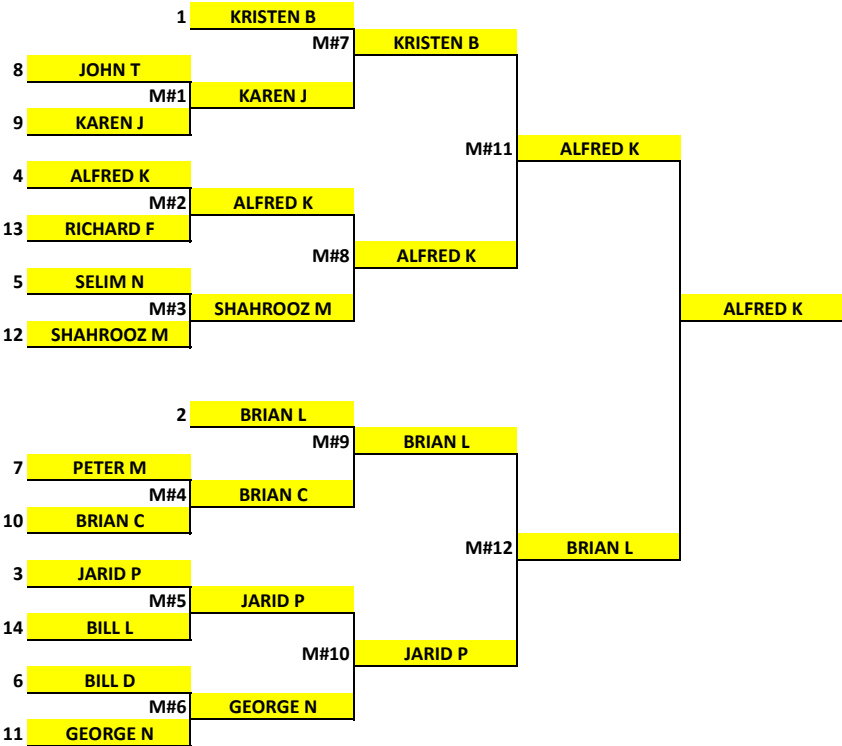 1 KRISTEN B
M#7 KRISTEN B
8 JOHN T
M#1 KAREN J
9 KAREN J
M#11 ALFRED K
4 ALFRED K
M#2 ALFRED K
13 RICHARD F
M#8 ALFRED K
5 SELIM N
M#3 SHAHROOZ M ALFRED K
12 SHAHROOZ M
2 BRIAN L
M#9 BRIAN L
7 PETER M
M#4 BRIAN C
10 BRIAN C
M#12 BRIAN L
3 JARID P
M#5 JARID P
14 BILL L
M#10 JARID P
6 BILL D
M#6 GEORGE N
11 GEORGE N